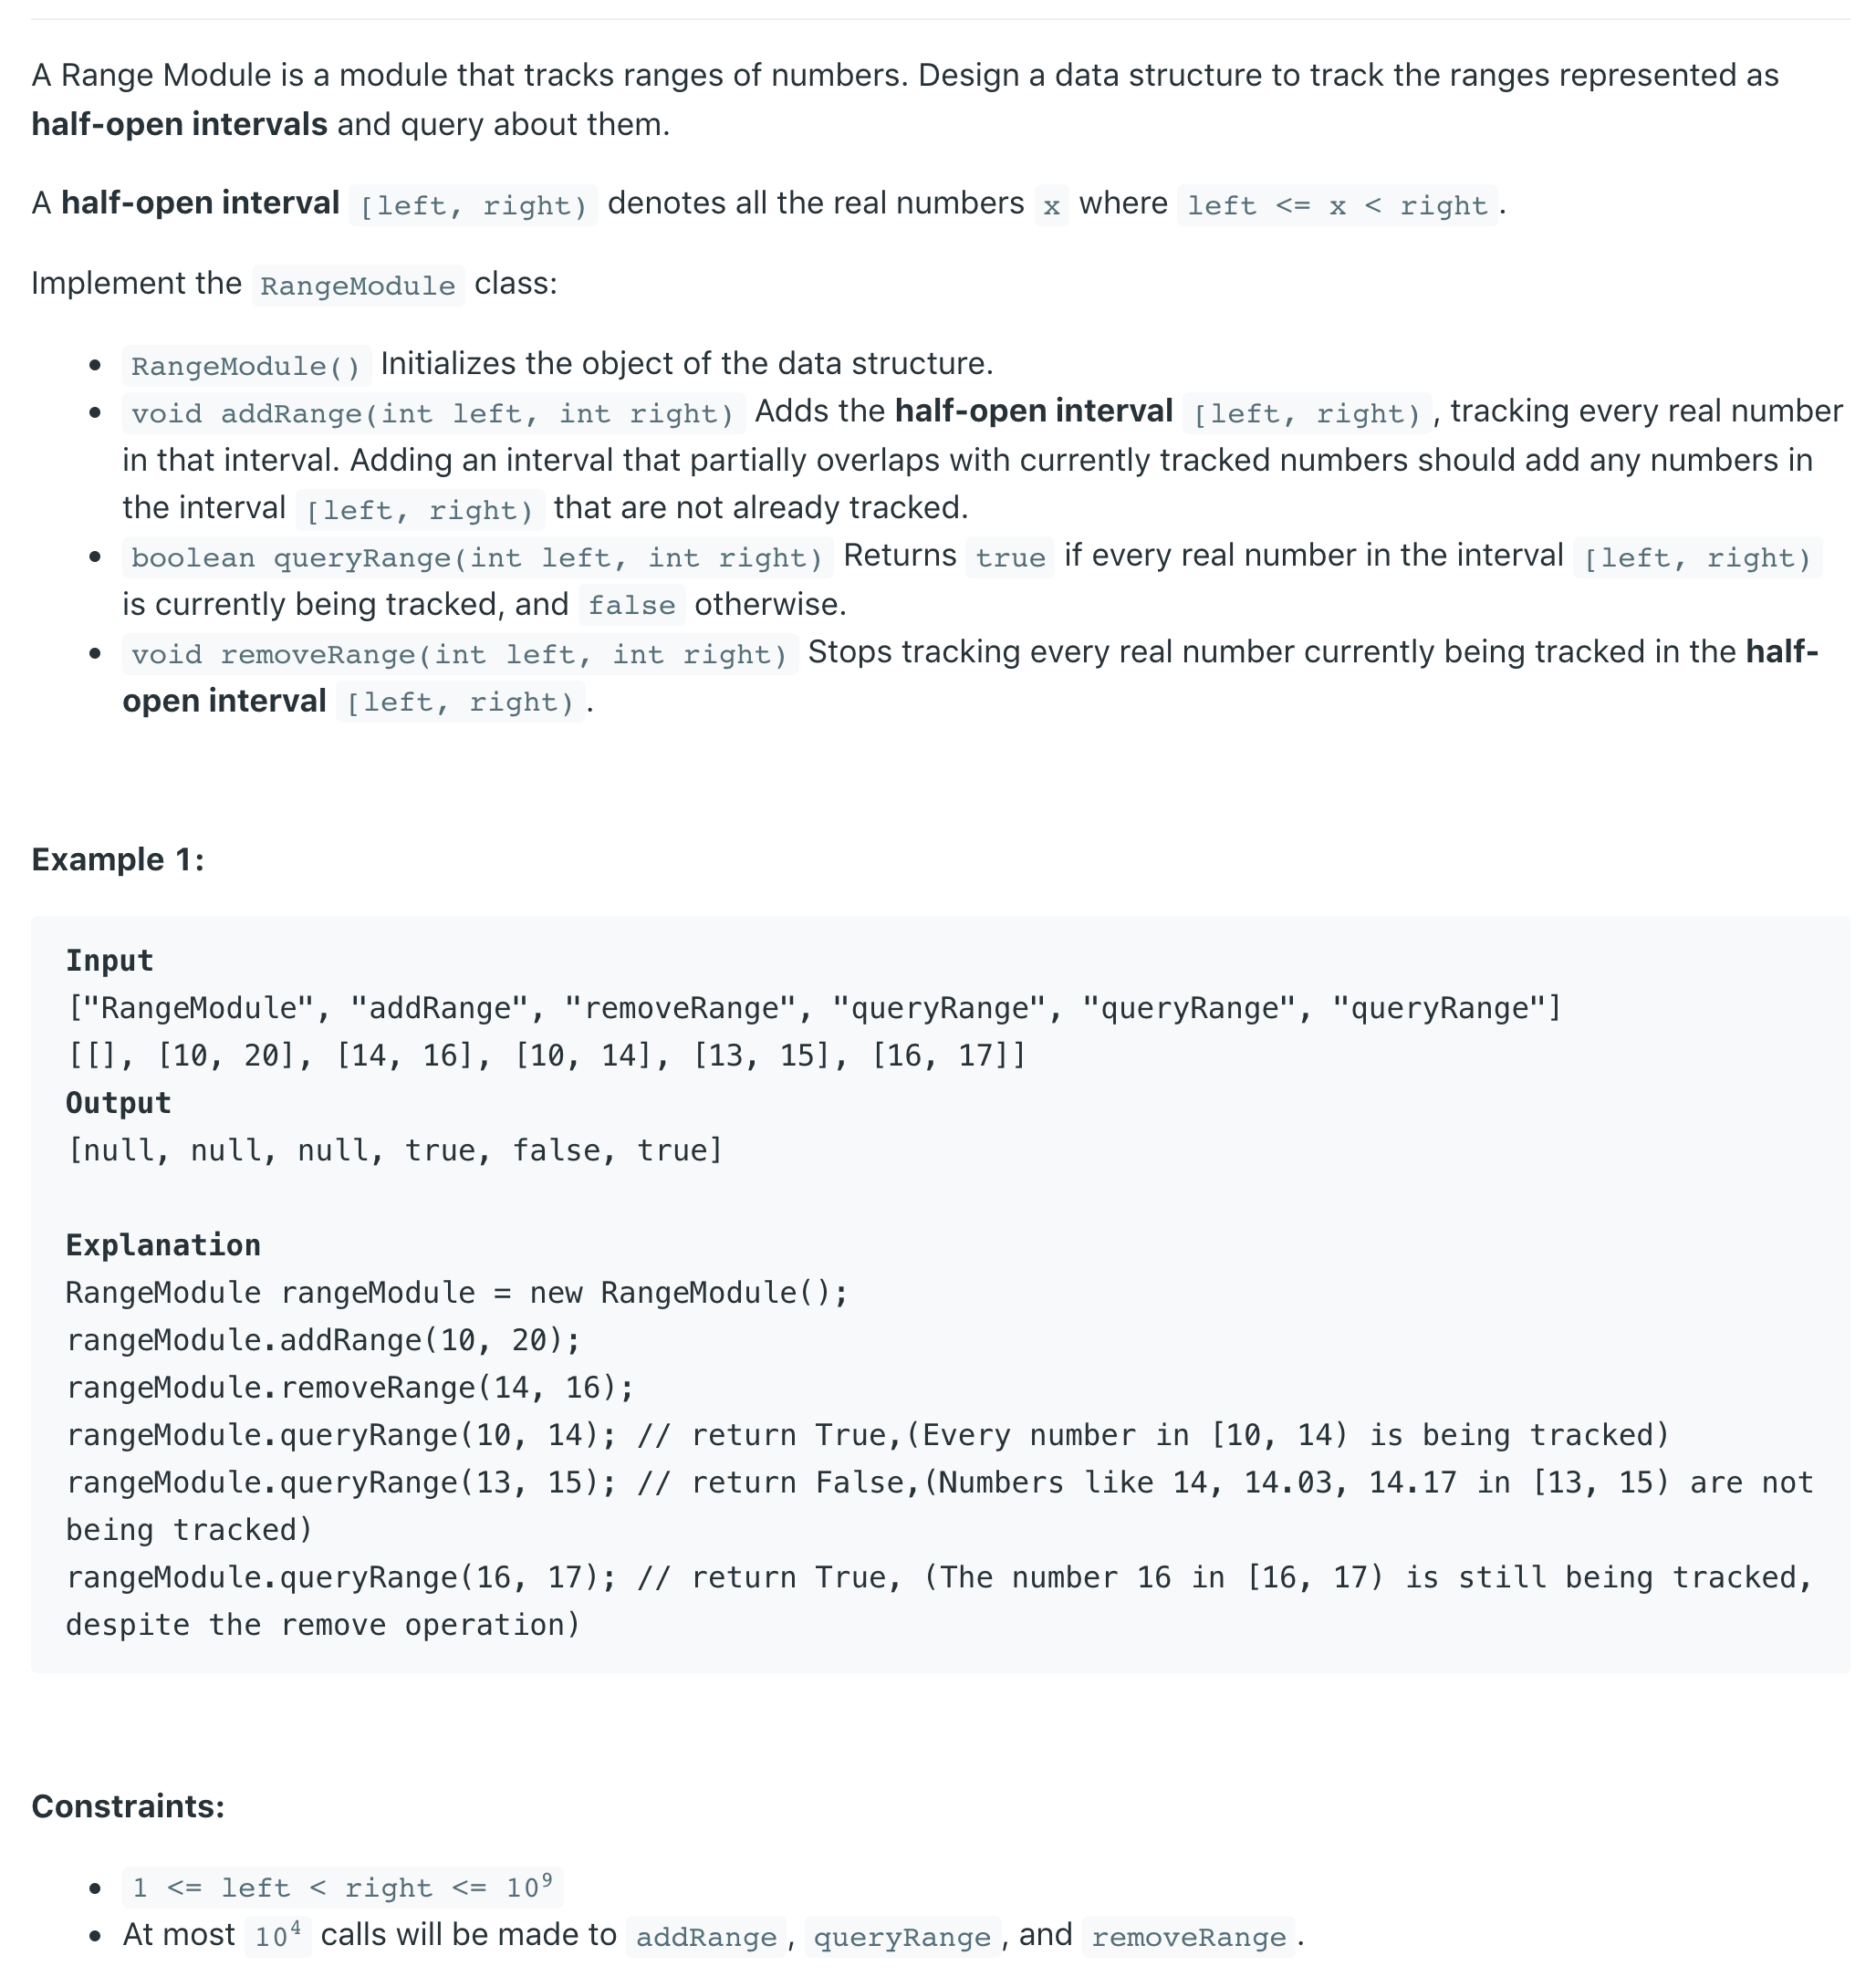 A Range Module is a module that tracks ranges of numbers. Design a data structure to track the ranges represented as
half-open intervals and query about them.
A half-open interval [left, right) denotes all the real numbers x where left <= x < right.
Implement the RangeModule class:
• RangeModule() Initializes the object of the data structure.
• void addRange(int left, int right) Adds the half-open interval [left, right), tracking every real number
in that interval. Adding an interval that partially overlaps with currently tracked numbers should add any numbers in
the interval [left, right) that are not already tracked.
• boolean queryRange(int left, int right) Returns true if every real number in the interval [left, right)
is currently being tracked, and false otherwise.
• void removeRange(int left, int right) Stops tracking every real number currently being tracked in the half-
open interval [left, right).
Example 1:
Input
["RangeModule", "addRange", "removeRange", "queryRange", "queryRange", "queryRange"]
[[], [10, 20], [14, 16], [10, 14], [13, 15], [16, 17]]
Output
[null, null, null, true, false, true]
Explanation
RangeModule rangeModule = new RangeModule();
rangeModule.addRange(10, 20);
rangeModule.removeRange(14, 16);
rangeModule.queryRange(10, 14); // return True,(Every number in [10, 14) is being tracked)
rangeModule.queryRange(13, 15); // return False,(Numbers like 14, 14.03, 14.17 in [13, 15) are not
being tracked)
rangeModule.queryRange(16, 17); // return True, (The number 16 in [16, 17) is still being tracked,
despite the remove operation)
Constraints:
• 1 <= left < right <= 10⁹
• At most 10⁴ calls will be made to addRange, queryRange, and removeRange.